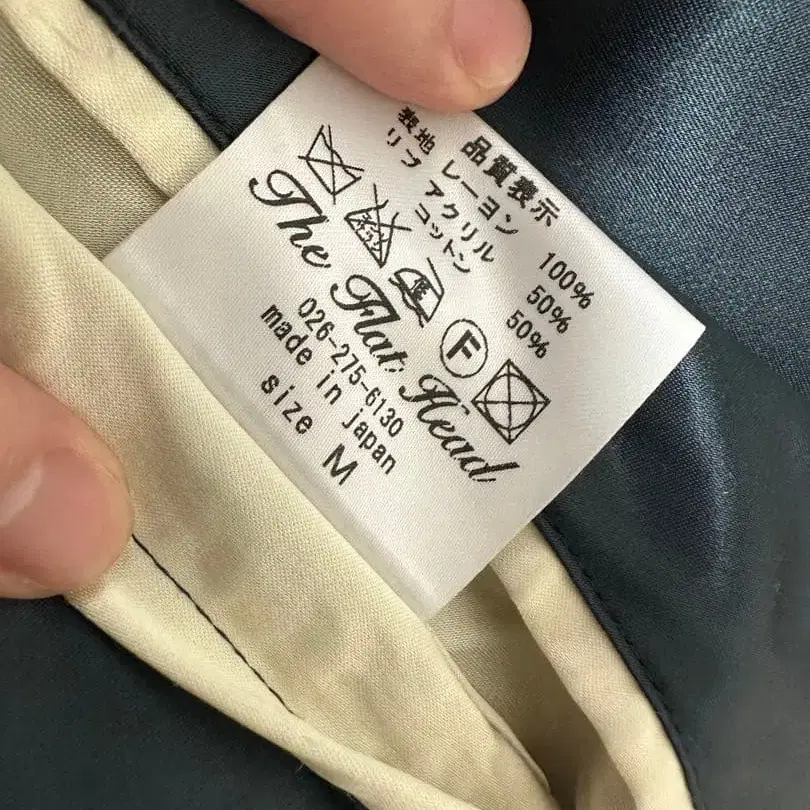 品質表示
表地 レーヨン 100%
リブ アクリル 50%
コットン 50%
F
The Flat Head
026-275-6130
made in japan
size M